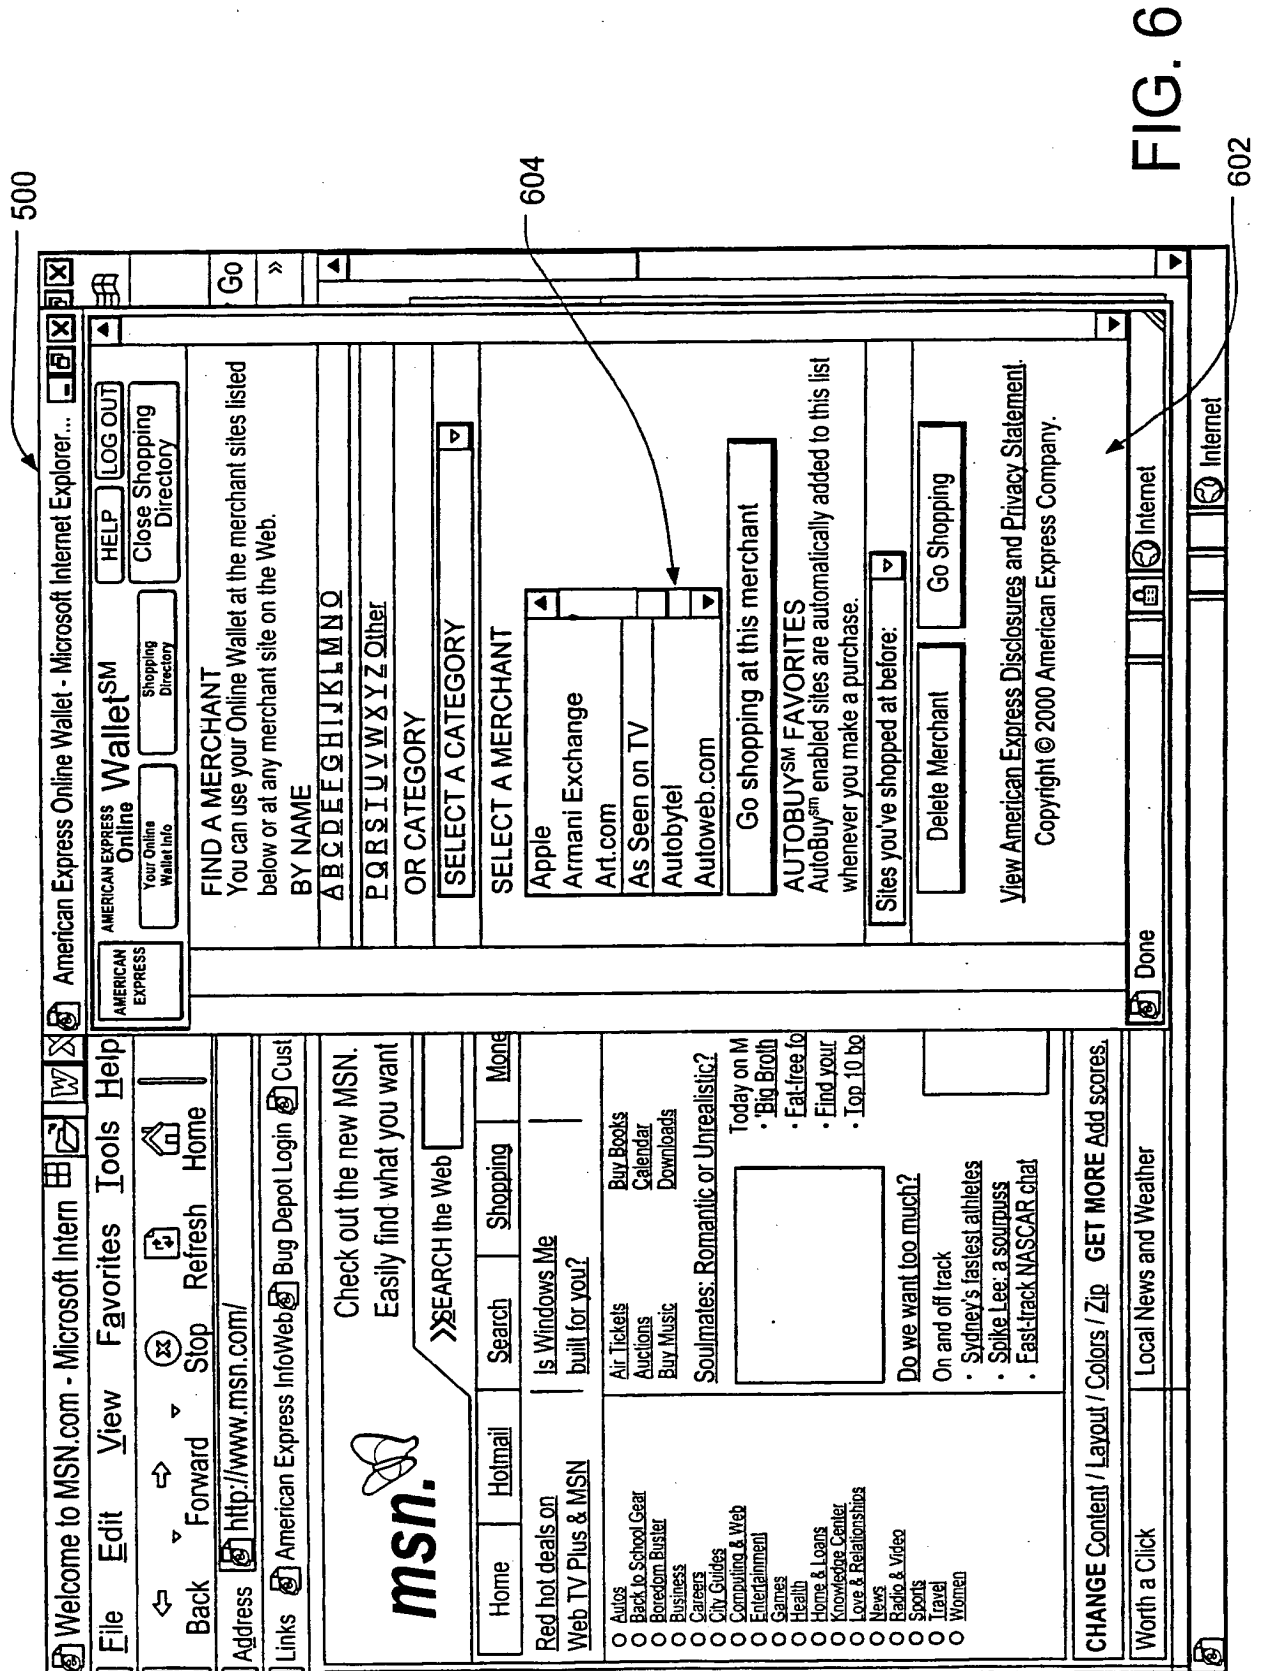 500
Welcome to MSN.com - Microsoft Intern
File Edit View Favorites Tools Help
Back Forward Stop Refresh Home
Address http://www.msn.com/
Go
Links American Express InfoWeb Bug Depot Login Cust
»
msn.
Check out the new MSN.
Easily find what you want
SEARCH the Web
Home Hotmail Search Shopping Mone
Red hot deals on
Web TV Plus & MSN
Is Windows Me
built for you?
Autos
Back to School Gear
Boredom Buster
Business
Careers
City Guides
Computing & Web
Entertainment
Games
Health
Home & Loans
Knowledge Center
Love & Relationships
News
Radio & Video
Sports
Travel
Women
Air Tickets Buy Books
Auctions Calendar
Buy Music Downloads
Soulmates: Romantic or Unrealistic?
Today on M
• 'Big Broth
• Fat-free fo
• Find your
• Top 10 bo
Do we want too much?
On and off track
• Sydney's fastest athletes
• Spike Lee: a sourpuss
• Fast-track NASCAR chat
CHANGE Content / Layout / Colors / Zip GET MORE Add scores,
Worth a Click Local News and Weather
Internet
American Express Online Wallet - Microsoft Internet Explorer...
AMERICAN EXPRESS
AMERICAN EXPRESS
Online Wallet SM
HELP LOG OUT
Your Online
Wallet Info
Shopping
Directory
Close Shopping
Directory
FIND A MERCHANT
You can use your Online Wallet at the merchant sites listed
below or at any merchant site on the Web.
BY NAME
A B C D E F G H I J K L M N O
P Q R S T U V W X Y Z Other
OR CATEGORY
SELECT A CATEGORY
SELECT A MERCHANT
Apple
Armani Exchange
Art.com
As Seen on TV
Autobytel
Autoweb.com
604
Go shopping at this merchant
AUTOBUY SM FAVORITES
AutoBuy sm enabled sites are automatically added to this list
whenever you make a purchase.
Sites you've shopped at before:
Delete Merchant Go Shopping
View American Express Disclosures and Privacy Statement.
Copyright © 2000 American Express Company.
Done Internet
602
FIG. 6